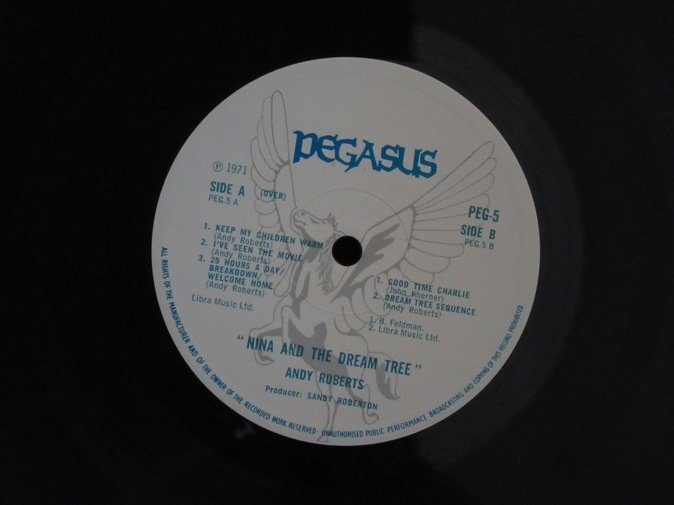 PEGASUS
℗ 1971
SIDE A (OVER)
PEG.5 A
1. KEEP MY CHILDREN WARM
(Andy Roberts)
2. I'VE SEEN THE MOVIE
(Andy Roberts)
3. 25 HOURS A DAY/
BREAKDOWN/
WELCOME HOME
(Andy Roberts)
Libra Music Ltd.
PEG-5
SIDE B
PEG.5 B
1. GOOD TIME CHARLIE
(John Koerner)
2. DREAM TREE SEQUENCE
(Andy Roberts)
1. B. Feldman,
2. Libra Music Ltd.
"NINA AND THE DREAM TREE"
ANDY ROBERTS
Producer: SANDY ROBERTON
ALL RIGHTS OF THE MANUFACTURER AND OF THE OWNER OF THE RECORDED WORK RESERVED · UNAUTHORISED PUBLIC PERFORMANCE BROADCASTING AND COPYING OF THIS RECORD PROHIBITED